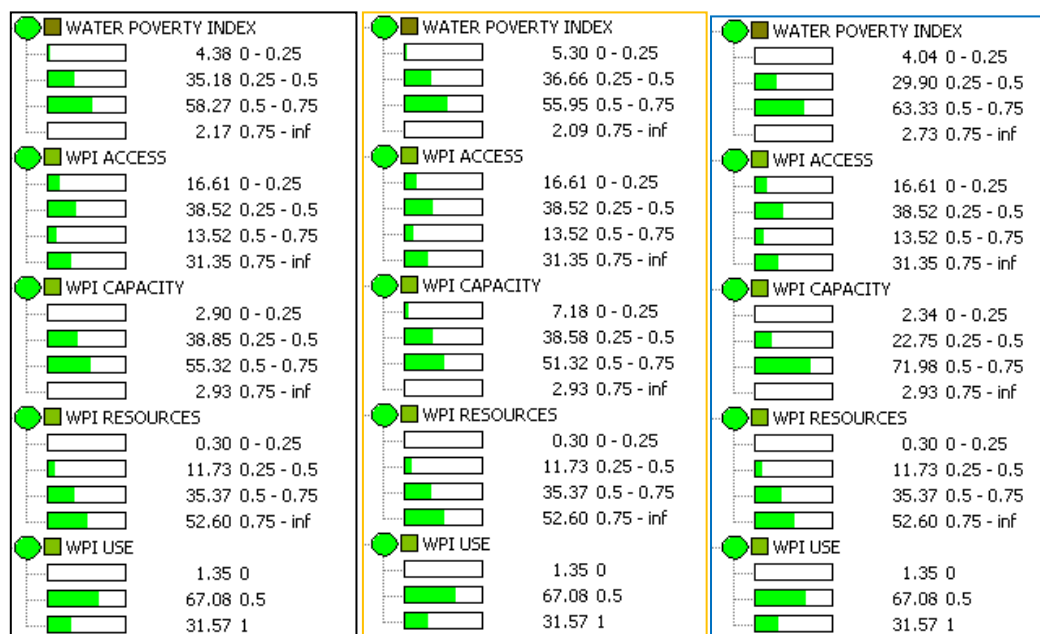 WATER POVERTY INDEX
4.38 0 - 0.25
35.18 0.25 - 0.5
58.27 0.5 - 0.75
2.17 0.75 - inf
WPI ACCESS
16.61 0 - 0.25
38.52 0.25 - 0.5
13.52 0.5 - 0.75
31.35 0.75 - inf
WPI CAPACITY
2.90 0 - 0.25
38.85 0.25 - 0.5
55.32 0.5 - 0.75
2.93 0.75 - inf
WPI RESOURCES
0.30 0 - 0.25
11.73 0.25 - 0.5
35.37 0.5 - 0.75
52.60 0.75 - inf
WPI USE
1.35 0
67.08 0.5
31.57 1
WATER POVERTY INDEX
5.30 0 - 0.25
36.66 0.25 - 0.5
55.95 0.5 - 0.75
2.09 0.75 - inf
WPI ACCESS
16.61 0 - 0.25
38.52 0.25 - 0.5
13.52 0.5 - 0.75
31.35 0.75 - inf
WPI CAPACITY
7.18 0 - 0.25
38.58 0.25 - 0.5
51.32 0.5 - 0.75
2.93 0.75 - inf
WPI RESOURCES
0.30 0 - 0.25
11.73 0.25 - 0.5
35.37 0.5 - 0.75
52.60 0.75 - inf
WPI USE
1.35 0
67.08 0.5
31.57 1
WATER POVERTY INDEX
4.04 0 - 0.25
29.90 0.25 - 0.5
63.33 0.5 - 0.75
2.73 0.75 - inf
WPI ACCESS
16.61 0 - 0.25
38.52 0.25 - 0.5
13.52 0.5 - 0.75
31.35 0.75 - inf
WPI CAPACITY
2.34 0 - 0.25
22.75 0.25 - 0.5
71.98 0.5 - 0.75
2.93 0.75 - inf
WPI RESOURCES
0.30 0 - 0.25
11.73 0.25 - 0.5
35.37 0.5 - 0.75
52.60 0.75 - inf
WPI USE
1.35 0
67.08 0.5
31.57 1